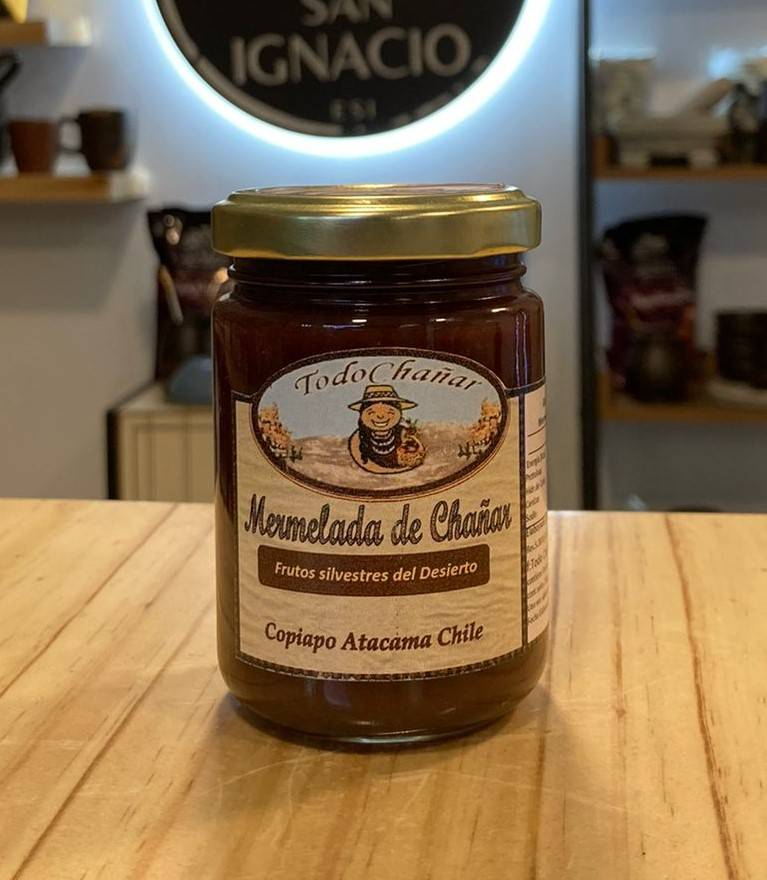 SAN
IGNACIO
TodoChañar
Mermelada de Chañar
Frutos silvestres del Desierto
Copiapo Atacama Chile